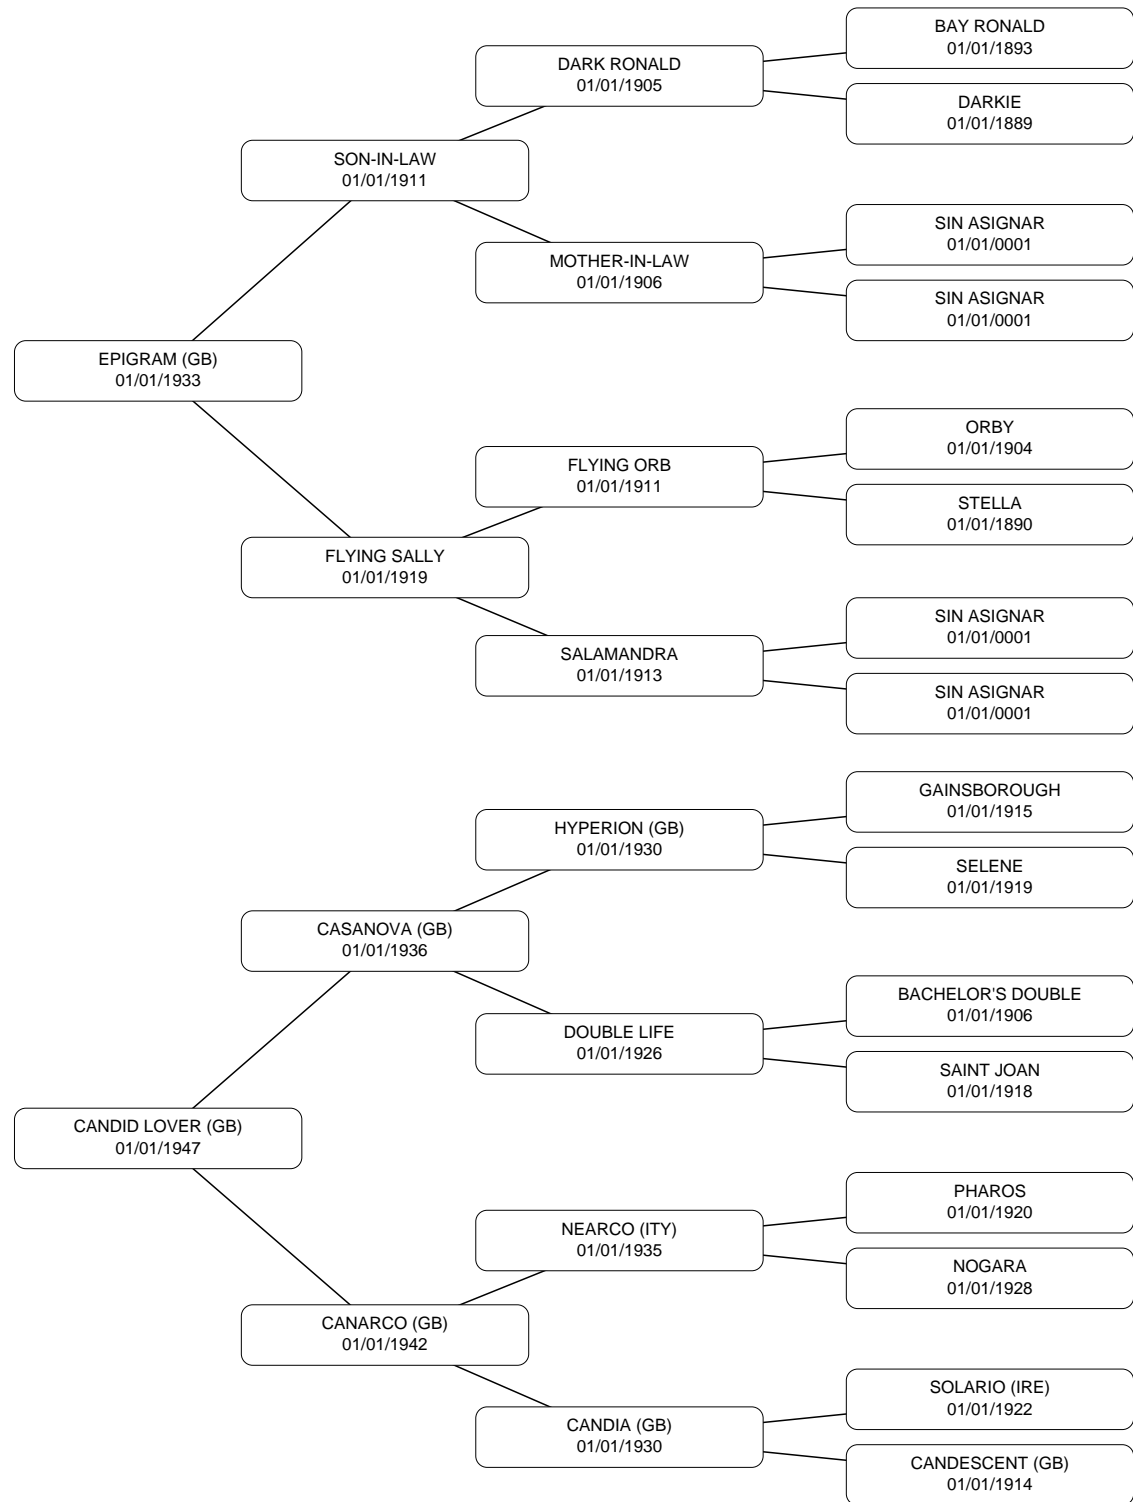 BAY RONALD
01/01/1893
DARK RONALD
01/01/1905
DARKIE
01/01/1889
SON-IN-LAW
01/01/1911
SIN ASIGNAR
01/01/0001
MOTHER-IN-LAW
01/01/1906
SIN ASIGNAR
01/01/0001
EPIGRAM (GB)
01/01/1933
ORBY
01/01/1904
FLYING ORB
01/01/1911
STELLA
01/01/1890
FLYING SALLY
01/01/1919
SIN ASIGNAR
01/01/0001
SALAMANDRA
01/01/1913
SIN ASIGNAR
01/01/0001
GAINSBOROUGH
01/01/1915
HYPERION (GB)
01/01/1930
SELENE
01/01/1919
CASANOVA (GB)
01/01/1936
BACHELOR'S DOUBLE
01/01/1906
DOUBLE LIFE
01/01/1926
SAINT JOAN
01/01/1918
CANDID LOVER (GB)
01/01/1947
PHAROS
01/01/1920
NEARCO (ITY)
01/01/1935
NOGARA
01/01/1928
CANARCO (GB)
01/01/1942
SOLARIO (IRE)
01/01/1922
CANDIA (GB)
01/01/1930
CANDESCENT (GB)
01/01/1914